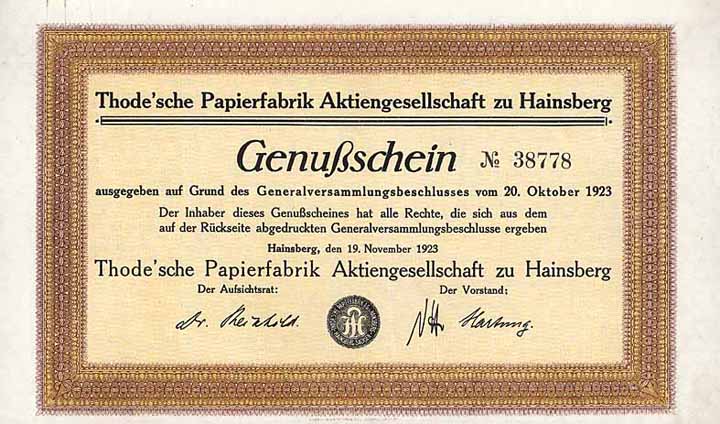 Thode'sche Papierfabrik Aktiengesellschaft zu Hainsberg
Genußschein № 38778
ausgegeben auf Grund des Generalversammlungsbeschlusses vom 20. Oktober 1923
Der Inhaber dieses Genußscheines hat alle Rechte, die sich aus dem
auf der Rückseite abgedruckten Generalversammlungsbeschlusse ergeben
Hainsberg, den 19. November 1923
Thode'sche Papierfabrik Aktiengesellschaft zu Hainsberg
Der Aufsichtsrat: Der Vorstand:
Dr. Hartung.